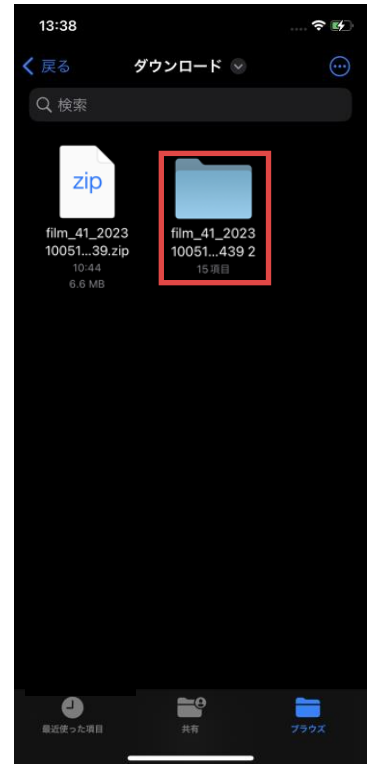 13:38
戻る
ダウンロード
検索
zip
film_41_2023
10051...39.zip
10:44
6.6 MB
film_41_2023
10051...439 2
15項目
最近使った項目
共有
ブラウズ